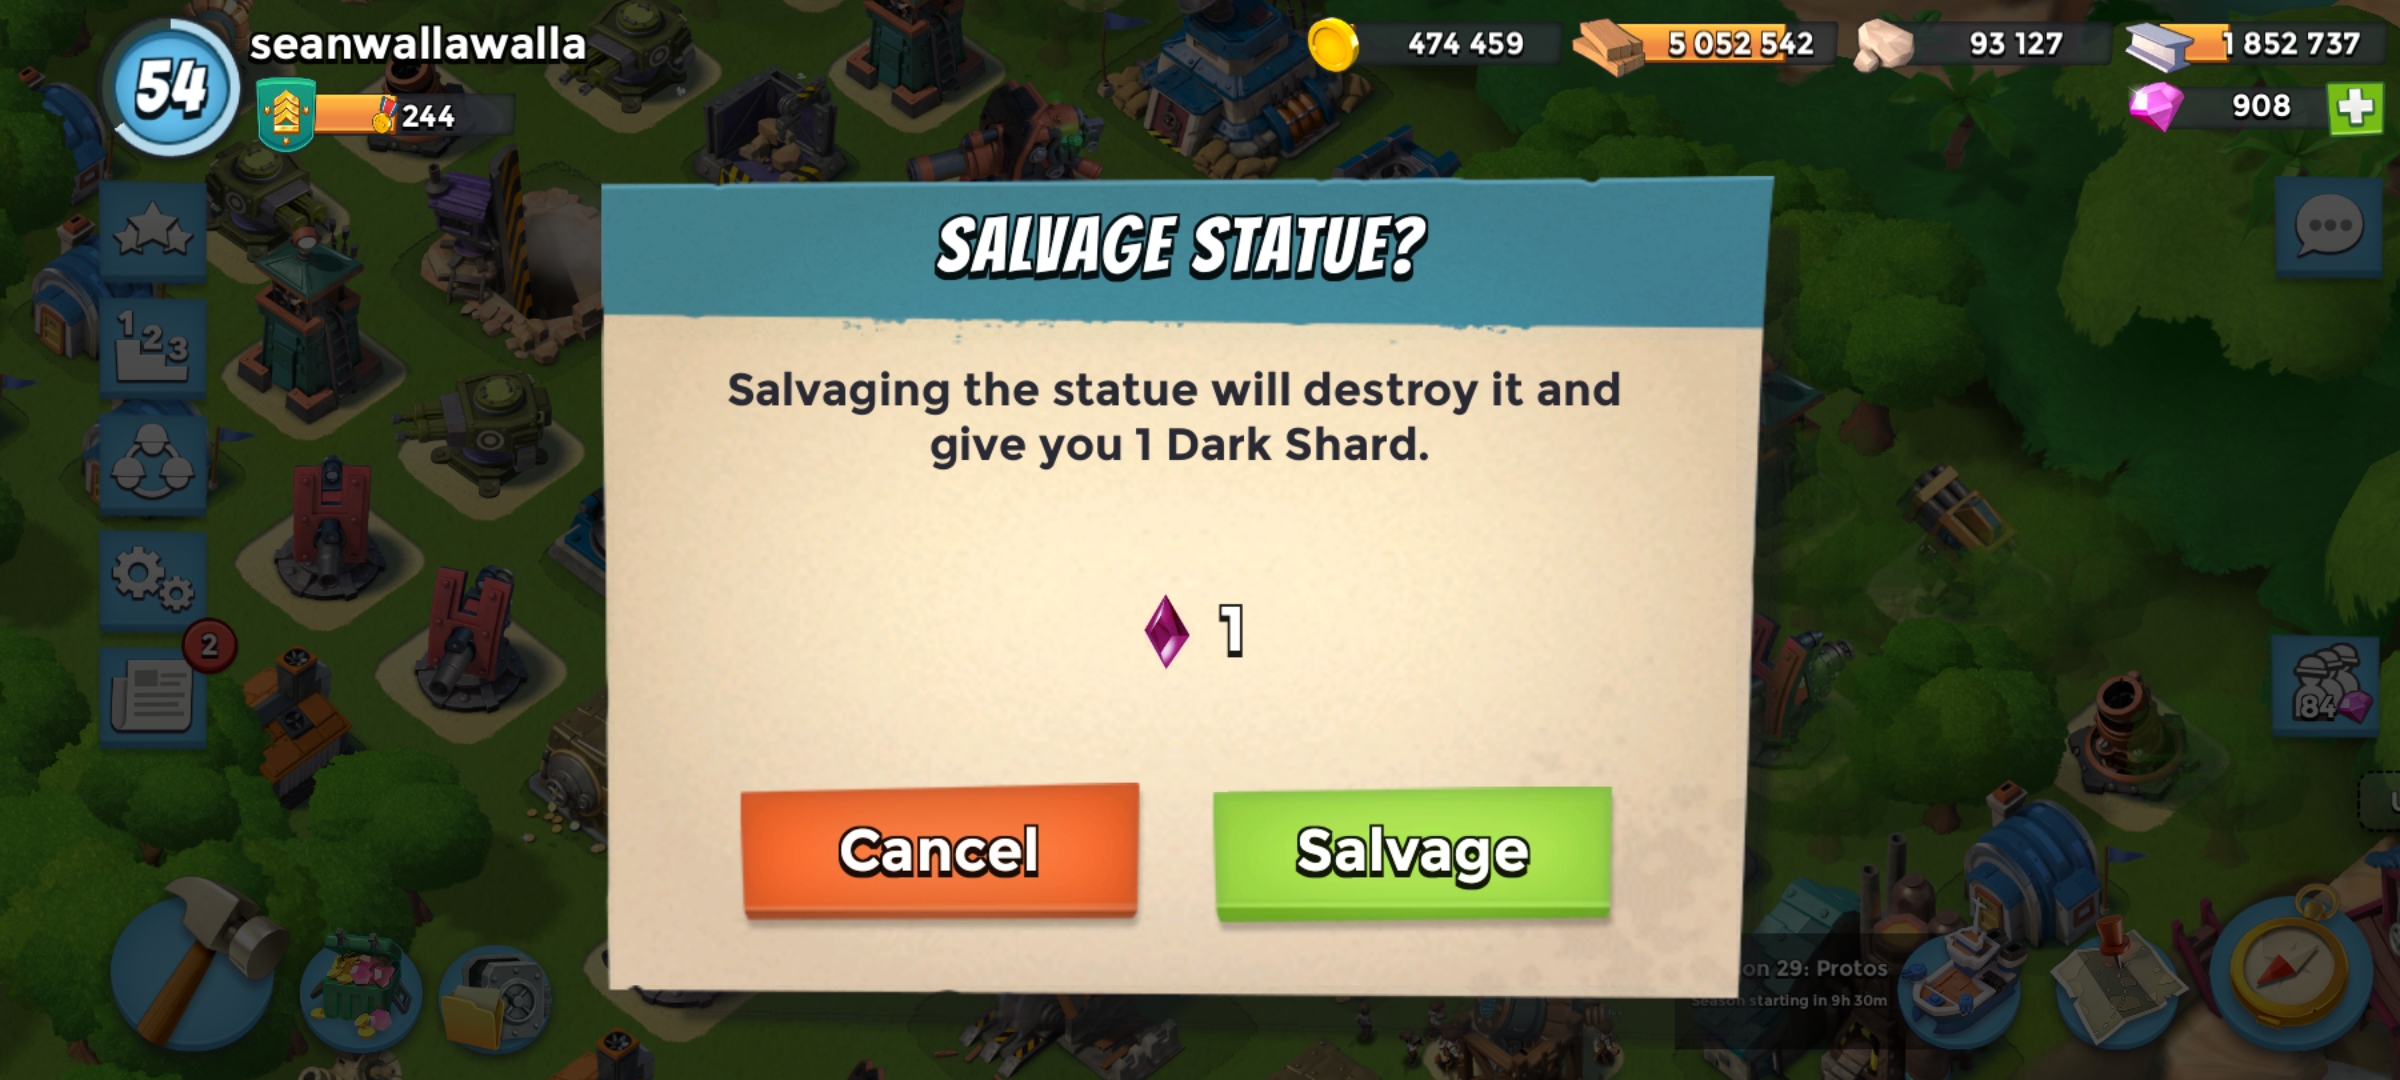 54
seanwallawalla
244
474 459
5 052 542
93 127
1 852 737
908
SALVAGE STATUE?
Salvaging the statue will destroy it and
give you 1 Dark Shard.
1
Cancel
Salvage
1 2 3
2
84
on 29: Protos
Season starting in 9h 30m